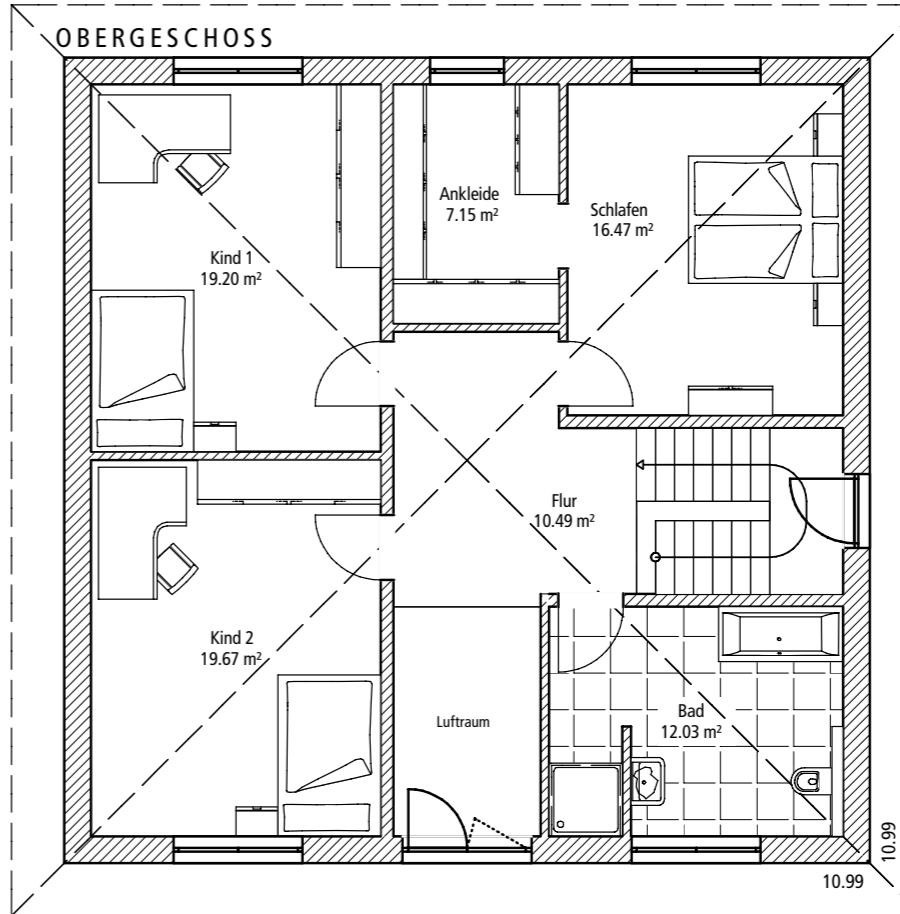 OBERGESCHOSS
Ankleide
7.15 m²
Schlafen
16.47 m²
Kind 1
19.20 m²
Flur
10.49 m²
Kind 2
19.67 m²
Luftraum
Bad
12.03 m²
10.99
10.99